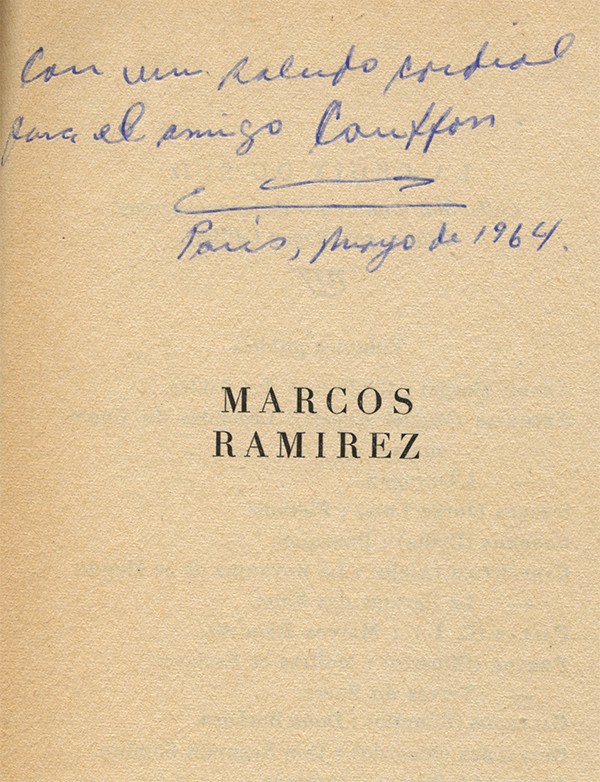 Con un saludo cordial
para el amigo Couffon
París, mayo de 1964.
MARCOS
RAMIREZ